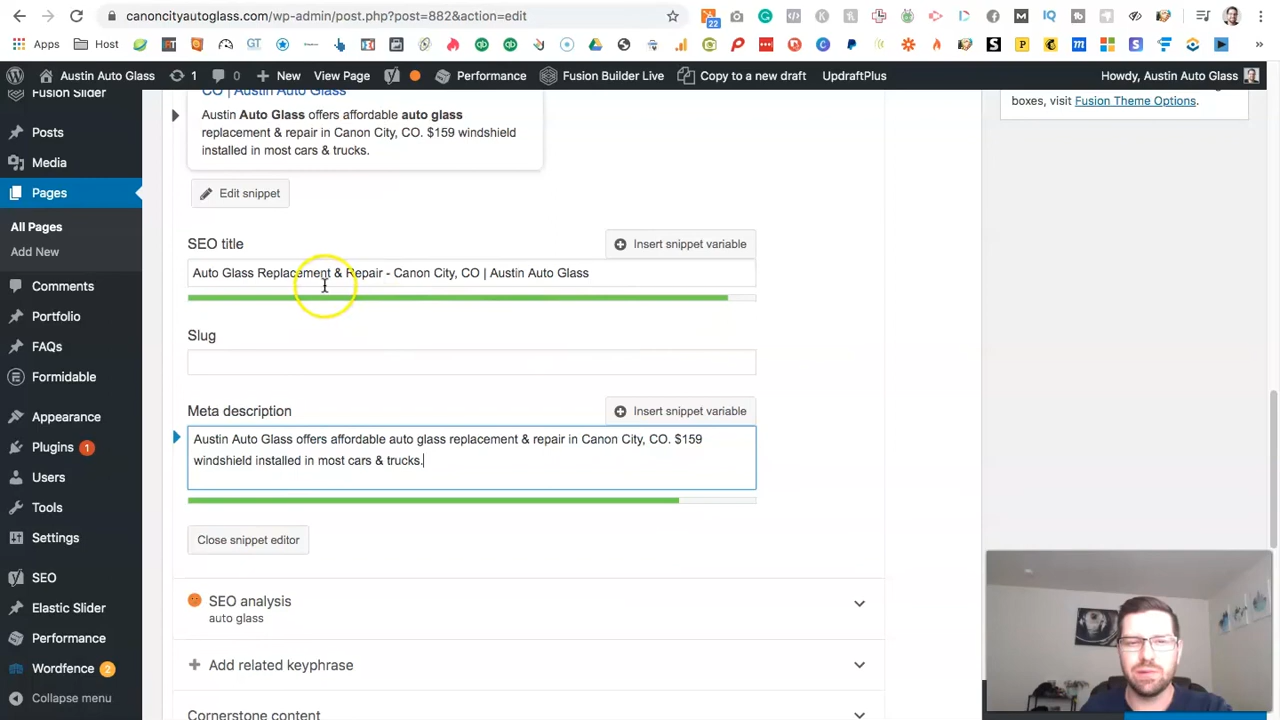 canoncityautoglass.com/wp-admin/post.php?post=882&action=edit
22
Apps
Host
Austin Auto Glass
1
0
New
View Page
Performance
Fusion Builder Live
Copy to a new draft
UpdraftPlus
Howdy, Austin Auto Glass
Fusion Slider
Posts
Media
Pages
All Pages
Add New
Comments
Portfolio
FAQs
Formidable
Appearance
Plugins 1
Users
Tools
Settings
SEO
Elastic Slider
Performance
Wordfence 2
Collapse menu
CO | Austin Auto Glass
Austin Auto Glass offers affordable auto glass
replacement & repair in Canon City, CO. $159 windshield
installed in most cars & trucks.
Edit snippet
SEO title
Insert snippet variable
Auto Glass Replacement & Repair - Canon City, CO | Austin Auto Glass
Slug
Meta description
Insert snippet variable
Austin Auto Glass offers affordable auto glass replacement & repair in Canon City, CO. $159
windshield installed in most cars & trucks.
Close snippet editor
SEO analysis
auto glass
Add related keyphrase
Cornerstone content
boxes, visit Fusion Theme Options.